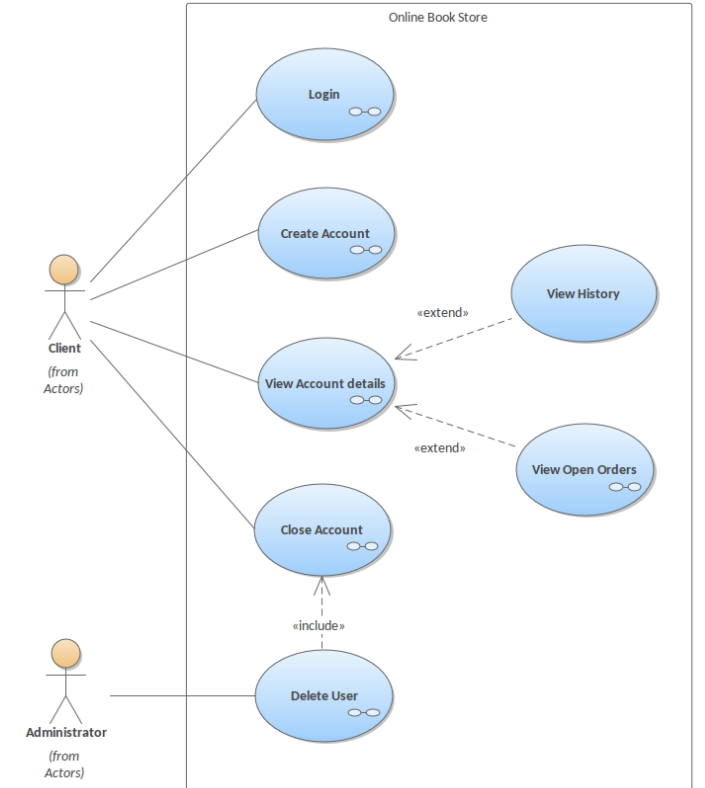 Online Book Store
Login
Create Account
View History
«extend»
Client
(from
Actors)
View Account details
«extend»
View Open Orders
Close Account
«include»
Delete User
Administrator
(from
Actors)